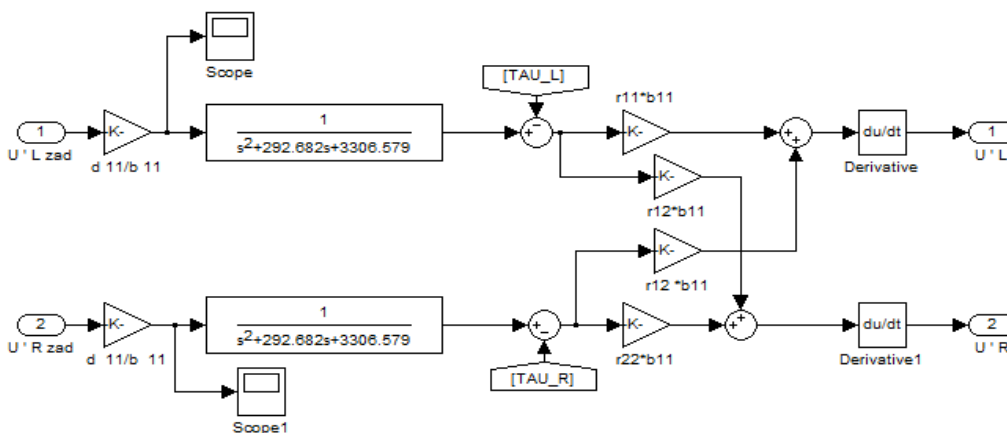 Scope
[TAU_L]
r11*b11
1
U ' L zad
K-
d 11/b 11
1
s²+292.682s+3306.579
K-
du/dt
Derivative
1
U ' L
K-
r12*b11
K-
r12 *b11
2
U ' R zad
K-
d 11/b 11
1
s²+292.682s+3306.579
K-
r22*b11
du/dt
Derivative1
2
U ' R
[TAU_R]
Scope1